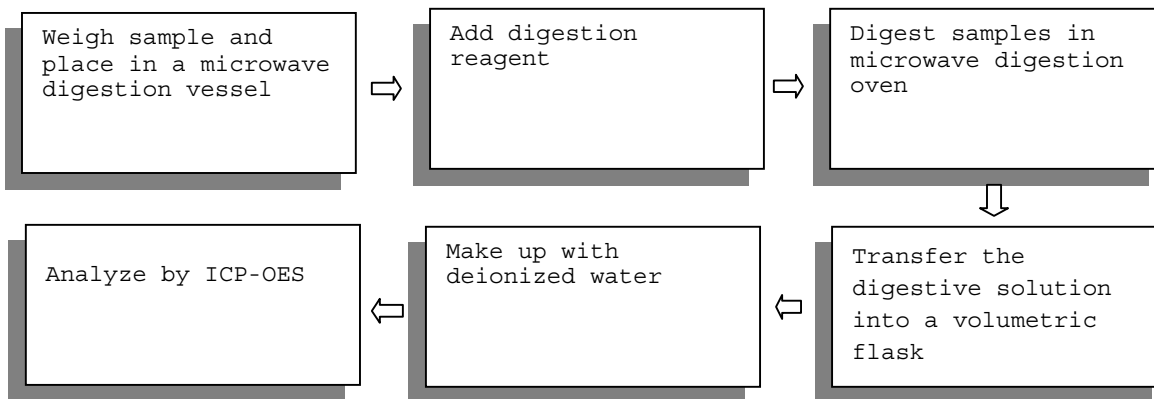 Weigh sample and
place in a microwave
digestion vessel
Add digestion
reagent
Digest samples in
microwave digestion
oven
Transfer the
digestive solution
into a volumetric
flask
Make up with
deionized water
Analyze by ICP-OES